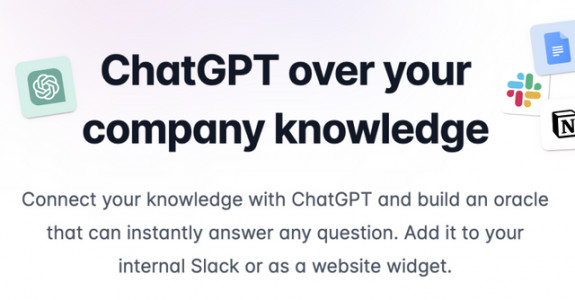 ChatGPT over your
company knowledge
Connect your knowledge with ChatGPT and build an oracle
that can instantly answer any question. Add it to your
internal Slack or as a website widget.